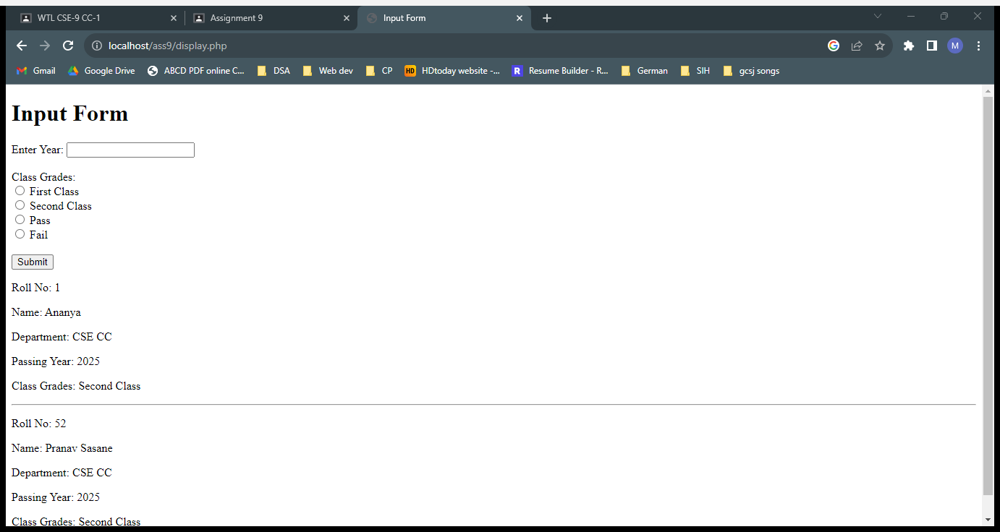 WTL CSE-9 CC-1
Assignment 9
Input Form
localhost/ass9/display.php
M
Gmail
Google Drive
ABCD PDF online C...
DSA
Web dev
CP
HD
HDtoday website -...
R
Resume Builder - R...
German
SIH
gcsj songs
Input Form
Enter Year:
Class Grades:
First Class
Second Class
Pass
Fail
Submit
Roll No: 1
Name: Ananya
Department: CSE CC
Passing Year: 2025
Class Grades: Second Class
Roll No: 52
Name: Pranav Sasane
Department: CSE CC
Passing Year: 2025
Class Grades: Second Class